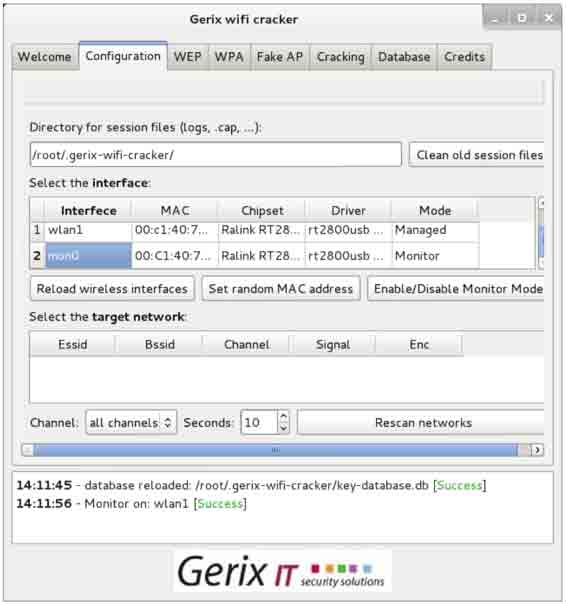 Gerix wifi cracker
Welcome Configuration WEP WPA Fake AP Cracking Database Credits
Directory for session files (logs, .cap, ...):
/root/.gerix-wifi-cracker/ Clean old session files
Select the interface:
Interfece MAC Chipset Driver Mode
1 wlan1 00:c1:40:7... Ralink RT28... rt2800usb ... Managed
2 mon0 00:C1:40:7... Ralink RT28... rt2800usb ... Monitor
Reload wireless interfaces Set random MAC address Enable/Disable Monitor Mode
Select the target network:
Essid Bssid Channel Signal Enc
Channel: all channels Seconds: 10 Rescan networks
14:11:45 - database reloaded: /root/.gerix-wifi-cracker/key-database.db [Success]
14:11:56 - Monitor on: wlan1 [Success]
Gerix IT security solutions